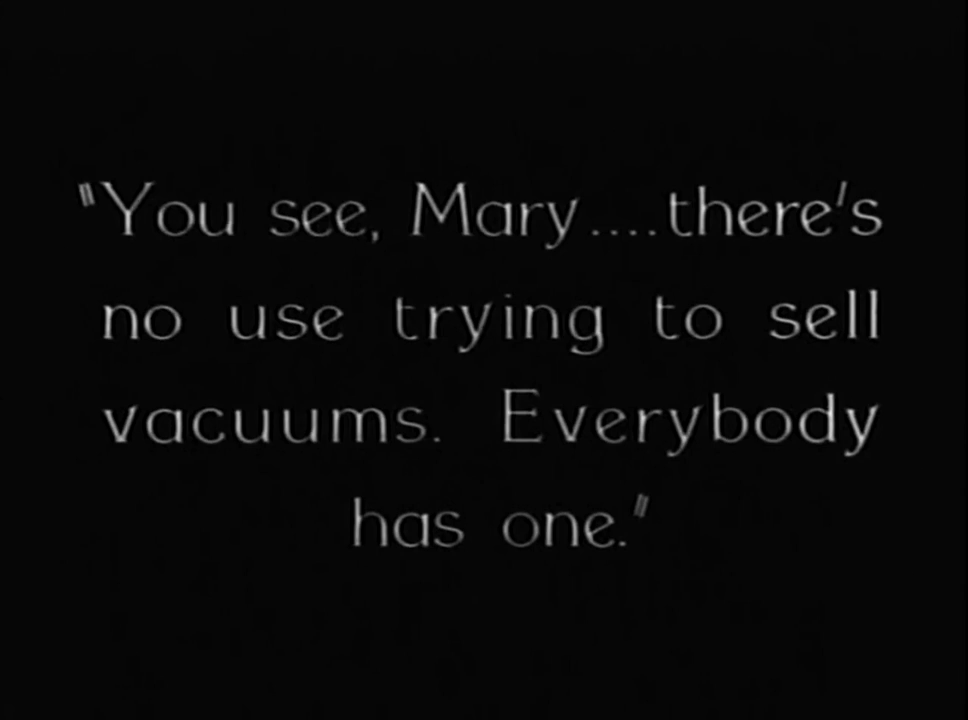 "You see, Mary....there's
no use trying to sell
vacuums. Everybody
has one."